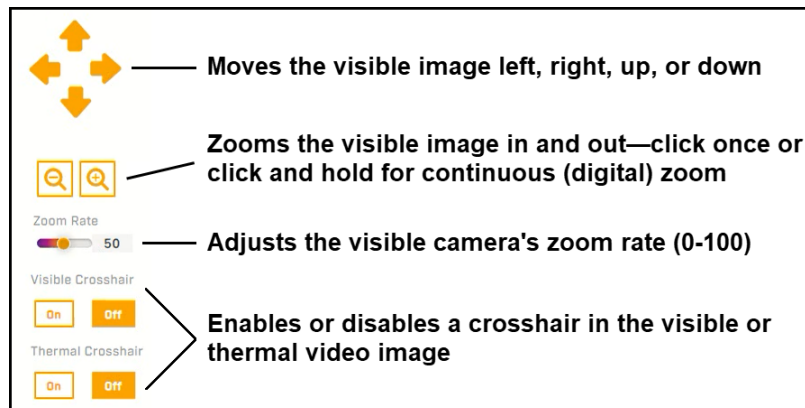 Moves the visible image left, right, up, or down
Zooms the visible image in and out—click once or
click and hold for continuous (digital) zoom
Zoom Rate
50
Adjusts the visible camera's zoom rate (0-100)
Visible Crosshair
On Off
Enables or disables a crosshair in the visible or
thermal video image
Thermal Crosshair
On Off